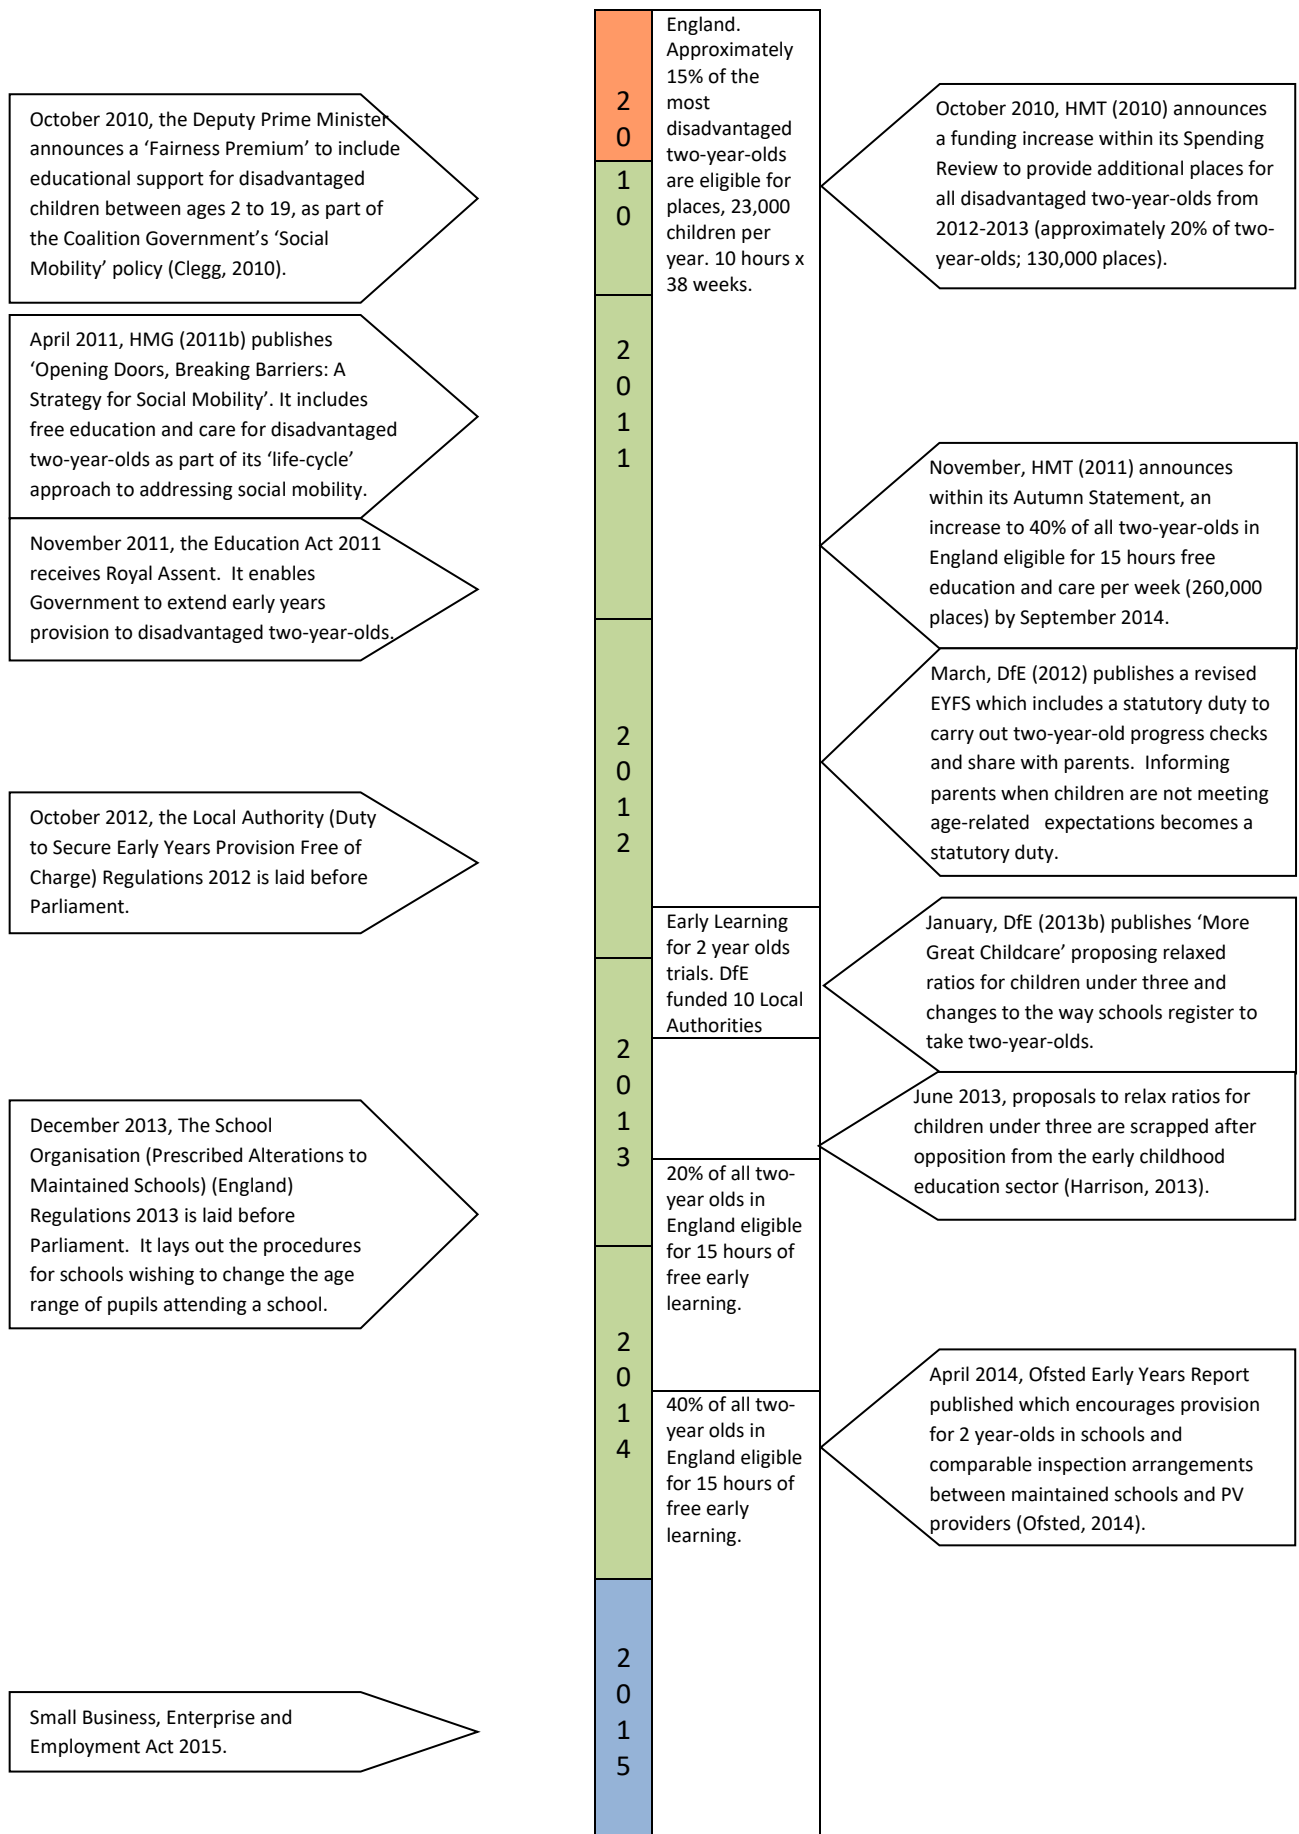 October 2010, the Deputy Prime Minister
announces a ‘Fairness Premium’ to include
educational support for disadvantaged
children between ages 2 to 19, as part of
the Coalition Government’s ‘Social
Mobility’ policy (Clegg, 2010).
April 2011, HMG (2011b) publishes
‘Opening Doors, Breaking Barriers: A
Strategy for Social Mobility’. It includes
free education and care for disadvantaged
two-year-olds as part of its ‘life-cycle’
approach to addressing social mobility.
November 2011, the Education Act 2011
receives Royal Assent.  It enables
Government to extend early years
provision to disadvantaged two-year-olds.
October 2012, the Local Authority (Duty
to Secure Early Years Provision Free of
Charge) Regulations 2012 is laid before
Parliament.
December 2013, The School
Organisation (Prescribed Alterations to
Maintained Schools) (England)
Regulations 2013 is laid before
Parliament.  It lays out the procedures
for schools wishing to change the age
range of pupils attending a school.
Small Business, Enterprise and
Employment Act 2015.
2
0
1
0
2
0
1
1
2
0
1
2
2
0
1
3
2
0
1
4
2
0
1
5
England.
Approximately
15% of the
most
disadvantaged
two-year-olds
are eligible for
places, 23,000
children per
year. 10 hours x
38 weeks.
Early Learning
for 2 year olds
trials. DfE
funded 10 Local
Authorities
20% of all two-
year olds in
England eligible
for 15 hours of
free early
learning.
40% of all two-
year olds in
England eligible
for 15 hours of
free early
learning.
October 2010, HMT (2010) announces
a funding increase within its Spending
Review to provide additional places for
all disadvantaged two-year-olds from
2012-2013 (approximately 20% of two-
year-olds; 130,000 places).
November, HMT (2011) announces
within its Autumn Statement, an
increase to 40% of all two-year-olds in
England eligible for 15 hours free
education and care per week (260,000
places) by September 2014.
March, DfE (2012) publishes a revised
EYFS which includes a statutory duty to
carry out two-year-old progress checks
and share with parents.  Informing
parents when children are not meeting
age-related   expectations becomes a
statutory duty.
January, DfE (2013b) publishes ‘More
Great Childcare’ proposing relaxed
ratios for children under three and
changes to the way schools register to
take two-year-olds.
June 2013, proposals to relax ratios for
children under three are scrapped after
opposition from the early childhood
education sector (Harrison, 2013).
April 2014, Ofsted Early Years Report
published which encourages provision
for 2 year-olds in schools and
comparable inspection arrangements
between maintained schools and PV
providers (Ofsted, 2014).